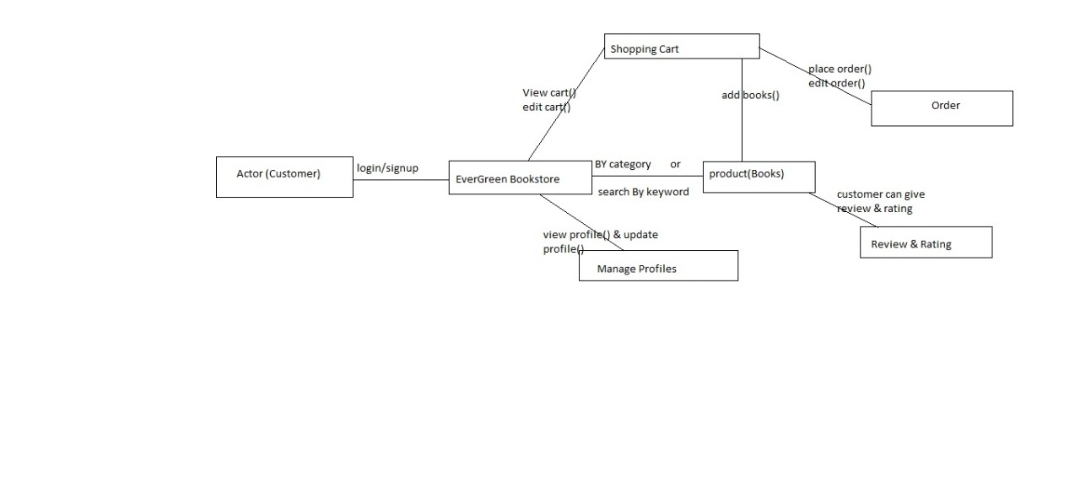 Shopping Cart
place order()
edit order()
View cart()
edit cart()
add books()
Order
Actor (Customer)
login/signup
EverGreen Bookstore
BY category or
search By keyword
product(Books)
customer can give
review & rating
Review & Rating
view profile() & update
profile()
Manage Profiles